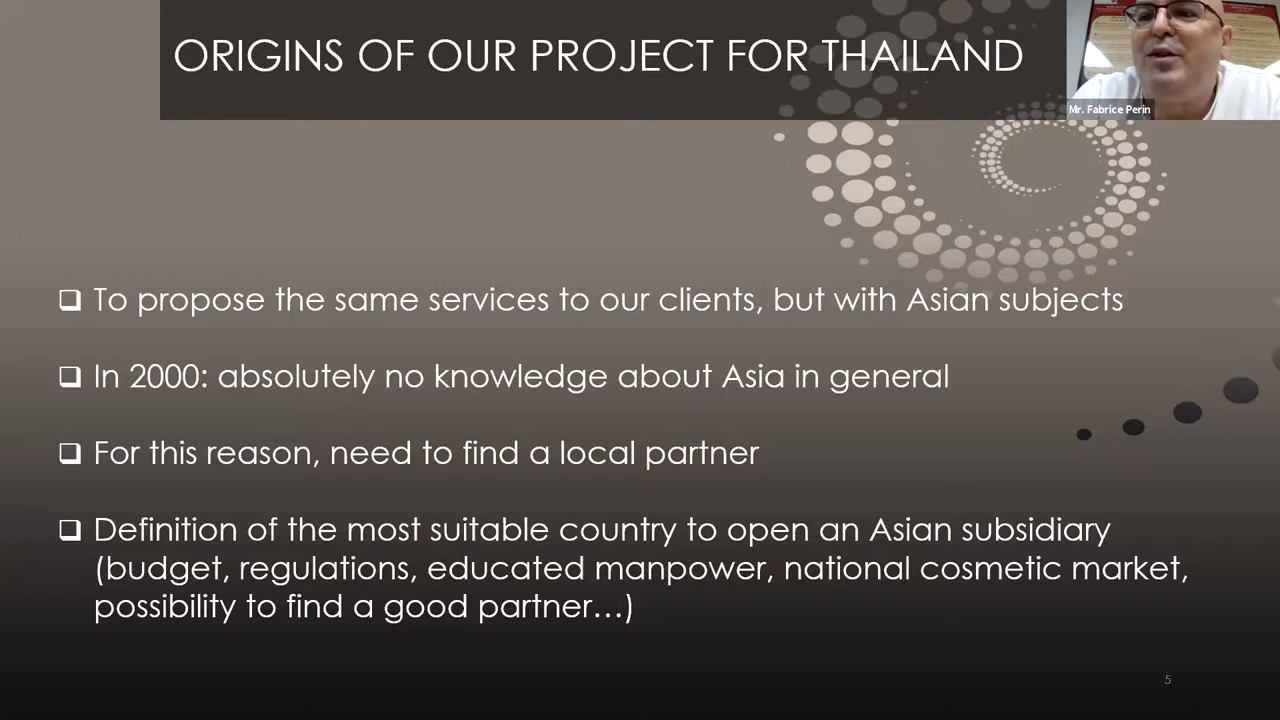 ORIGINS OF OUR PROJECT FOR THAILAND
Mr. Fabrice Perin
❑ To propose the same services to our clients, but with Asian subjects
❑ In 2000: absolutely no knowledge about Asia in general
❑ For this reason, need to find a local partner
❑ Definition of the most suitable country to open an Asian subsidiary
(budget, regulations, educated manpower, national cosmetic market,
possibility to find a good partner…)
5